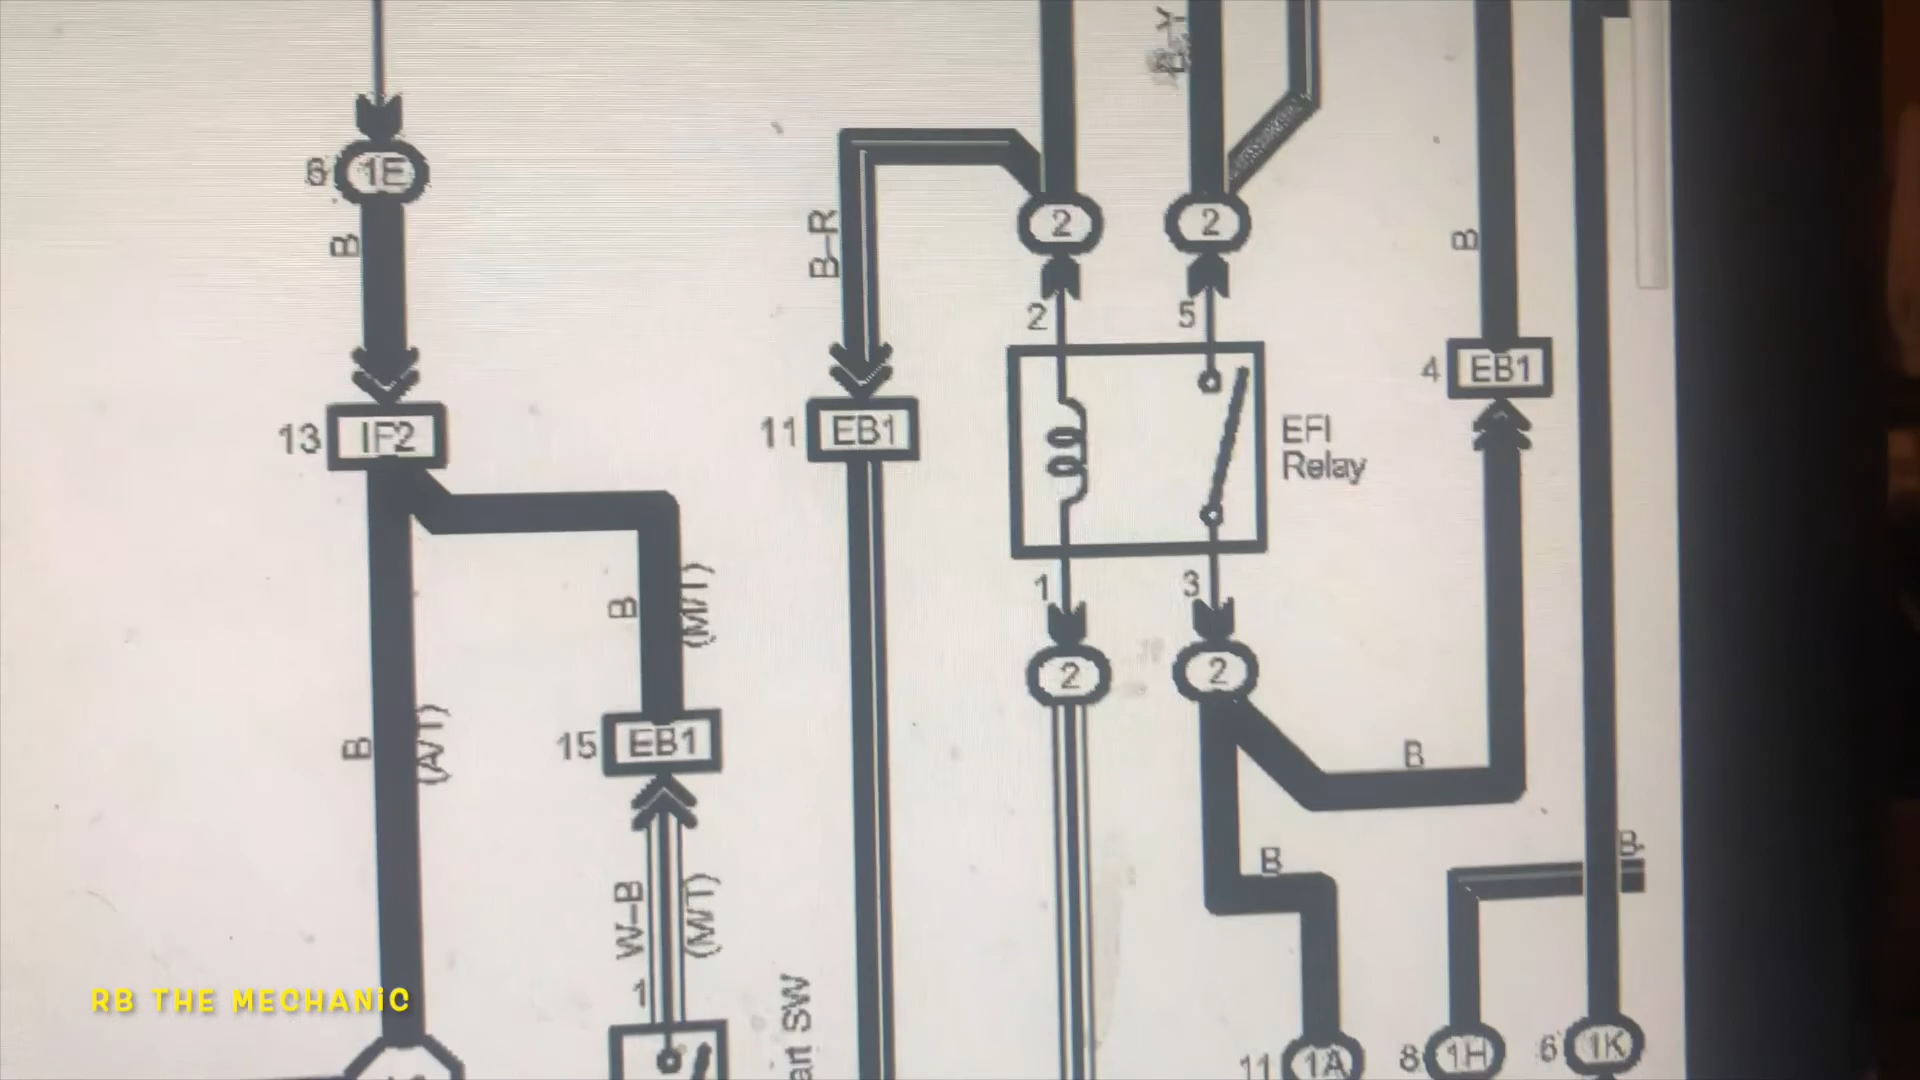 6 1E
B
13 IF2
B
(M/T)
B
(A/T)
15 EB1
W-B
(M/T)
1
art SW
B-R
11 EB1
2
2
2
5
EFI
Relay
1
3
2
2
B
4 EB1
B
B
B-
11 1A
8 1H
6 1K
RB THE MECHANIC